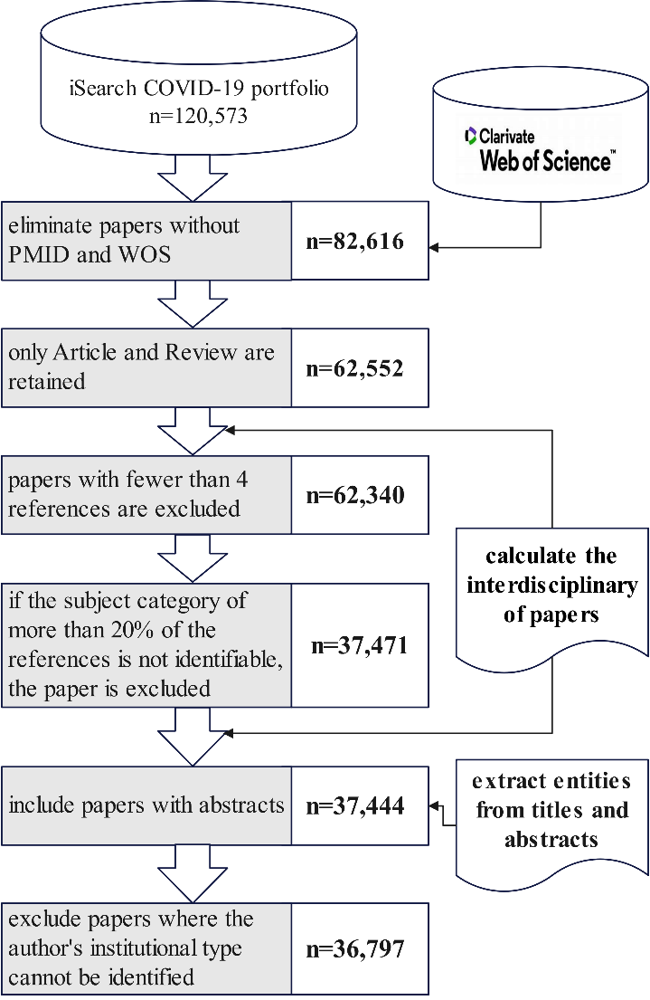 iSearch COVID-19 portfolio
n=120,573
Clarivate
Web of Science™
eliminate papers without
PMID and WOS
n=82,616
only Article and Review are
retained
n=62,552
papers with fewer than 4
references are excluded
n=62,340
calculate the
interdisciplinary
of papers
if the subject category of
more than 20% of the
references is not identifiable,
the paper is excluded
n=37,471
include papers with abstracts
n=37,444
extract entities
from titles and
abstracts
exclude papers where the
author's institutional type
cannot be identified
n=36,797